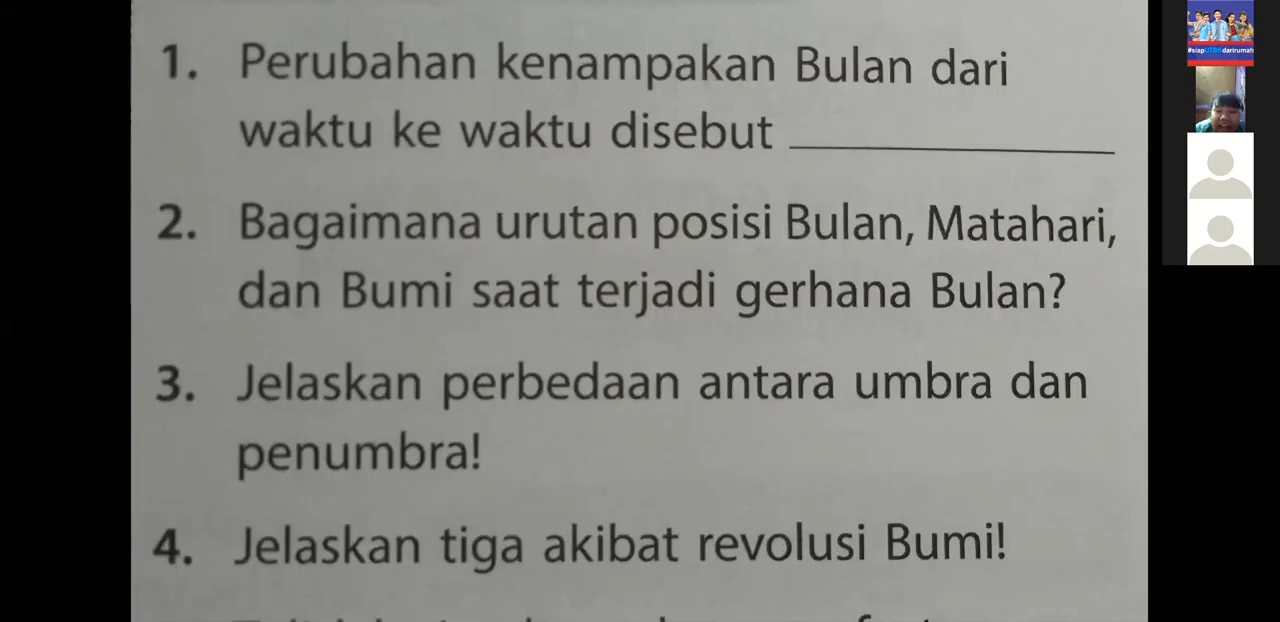 1. Perubahan kenampakan Bulan dari
waktu ke waktu disebut
2. Bagaimana urutan posisi Bulan, Matahari,
dan Bumi saat terjadi gerhana Bulan?
3. Jelaskan perbedaan antara umbra dan
penumbra!
4. Jelaskan tiga akibat revolusi Bumi!
#siapUTBKdarirumah